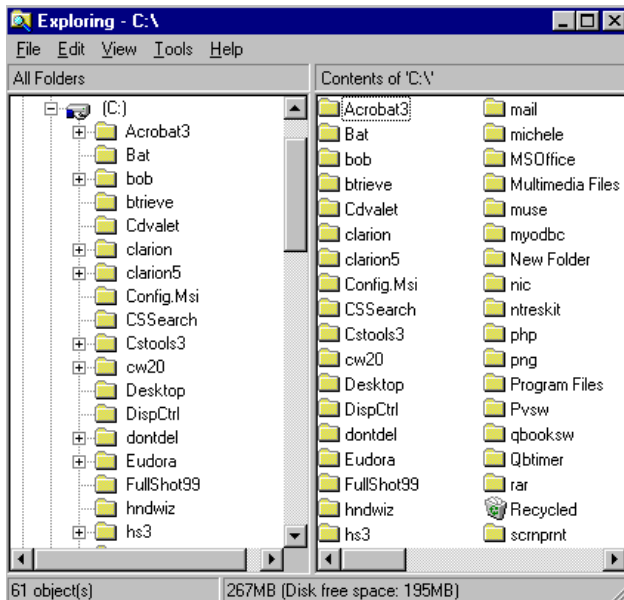 Exploring - C:\
File Edit View Tools Help
All Folders
Contents of 'C:\'
(C:)
Acrobat3
Bat
bob
btrieve
Cdvalet
clarion
clarion5
Config.Msi
CSSearch
Cstools3
cw20
Desktop
DispCtrl
dontdel
Eudora
FullShot99
hndwiz
hs3
Acrobat3
Bat
bob
btrieve
Cdvalet
clarion
clarion5
Config.Msi
CSSearch
Cstools3
cw20
Desktop
DispCtrl
dontdel
Eudora
FullShot99
hndwiz
hs3
mail
michele
MSOffice
Multimedia Files
muse
myodbc
New Folder
nic
ntreskit
php
png
Program Files
Pvsw
qbooksw
Qbtimer
rar
Recycled
scrnprnt
61 object(s)
267MB (Disk free space: 195MB)